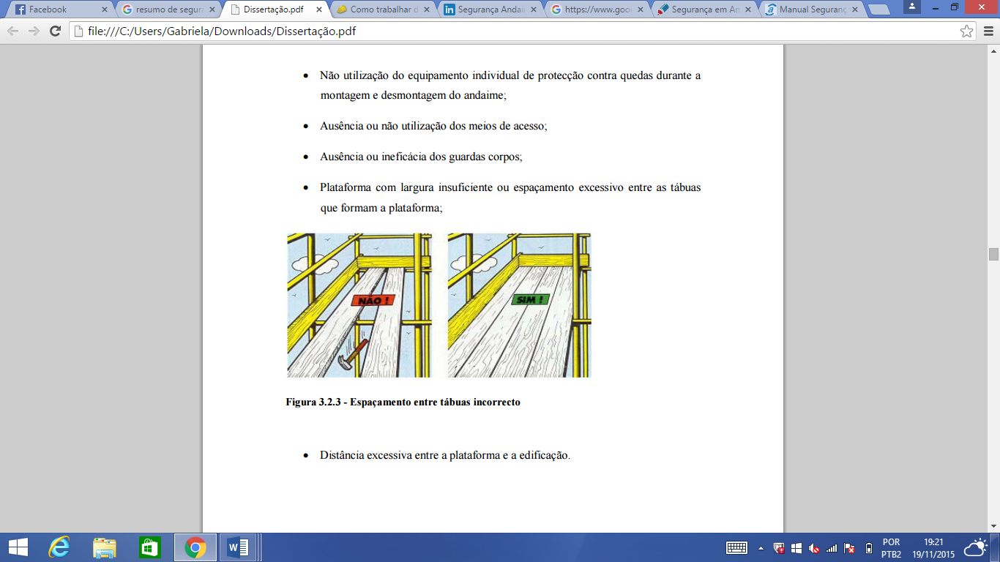 Facebook
resumo de segura
Dissertação.pdf
Como trabalhar d
Segurança Andai
https://www.goo
Segurança em An
Manual Seguranç
file:///C:/Users/Gabriela/Downloads/Dissertação.pdf
• Não utilização do equipamento individual de protecção contra quedas durante a
montagem e desmontagem do andaime;
• Ausência ou não utilização dos meios de acesso;
• Ausência ou ineficácia dos guardas corpos;
• Plataforma com largura insuficiente ou espaçamento excessivo entre as tábuas
que formam a plataforma;
NÃO !
SIM !
Figura 3.2.3 - Espaçamento entre tábuas incorrecto
• Distância excessiva entre a plataforma e a edificação.
POR
PTB2
19:21
19/11/2015